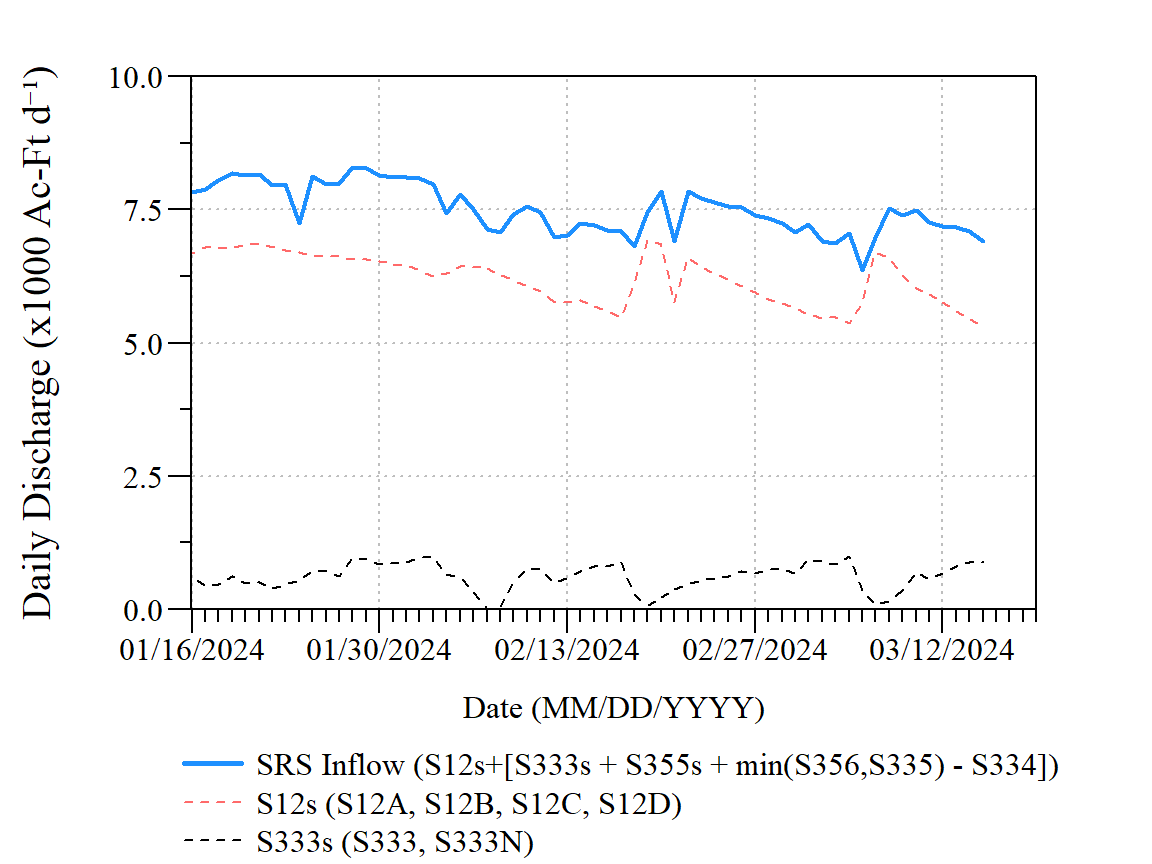 Daily Discharge (x1000 Ac-Ft d⁻¹)
10.0
7.5
5.0
2.5
0.0
01/16/2024 01/30/2024 02/13/2024 02/27/2024 03/12/2024
Date (MM/DD/YYYY)
SRS Inflow (S12s+[S333s + S355s + min(S356,S335) - S334])
S12s (S12A, S12B, S12C, S12D)
S333s (S333, S333N)